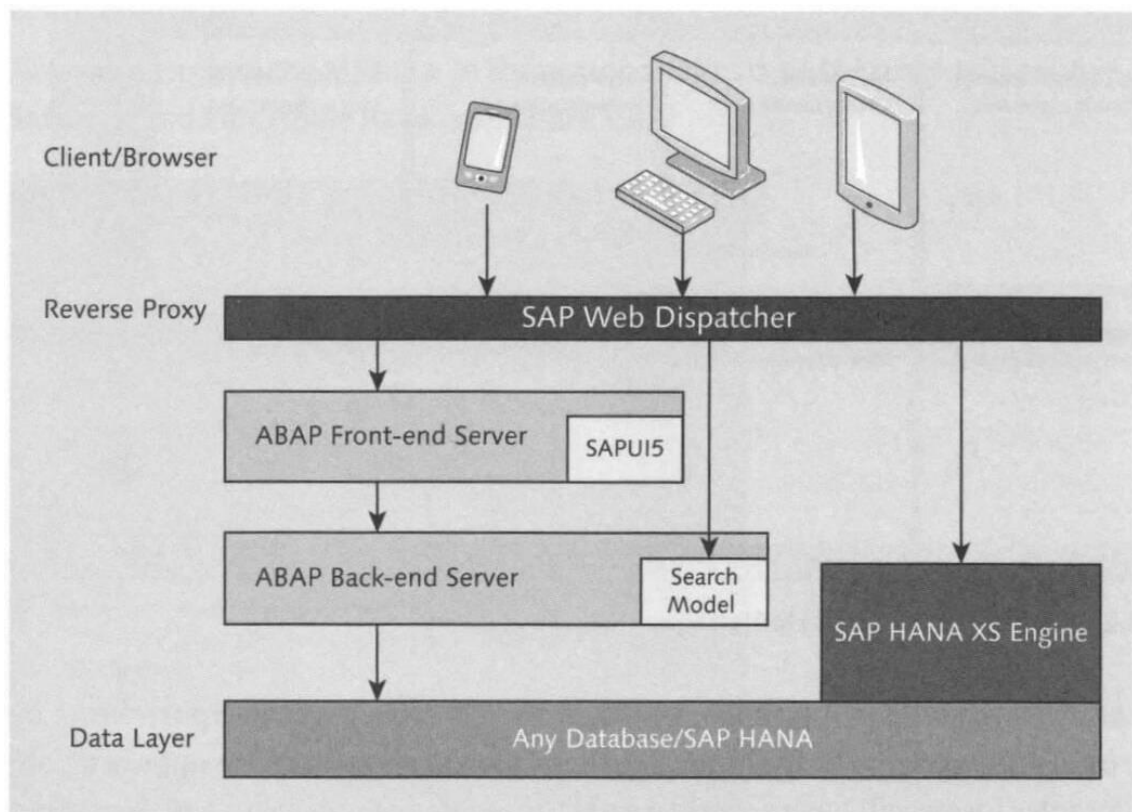 Client/Browser
Reverse Proxy
SAP Web Dispatcher
ABAP Front-end Server
SAPUI5
ABAP Back-end Server
Search
Model
SAP HANA XS Engine
Data Layer
Any Database/SAP HANA